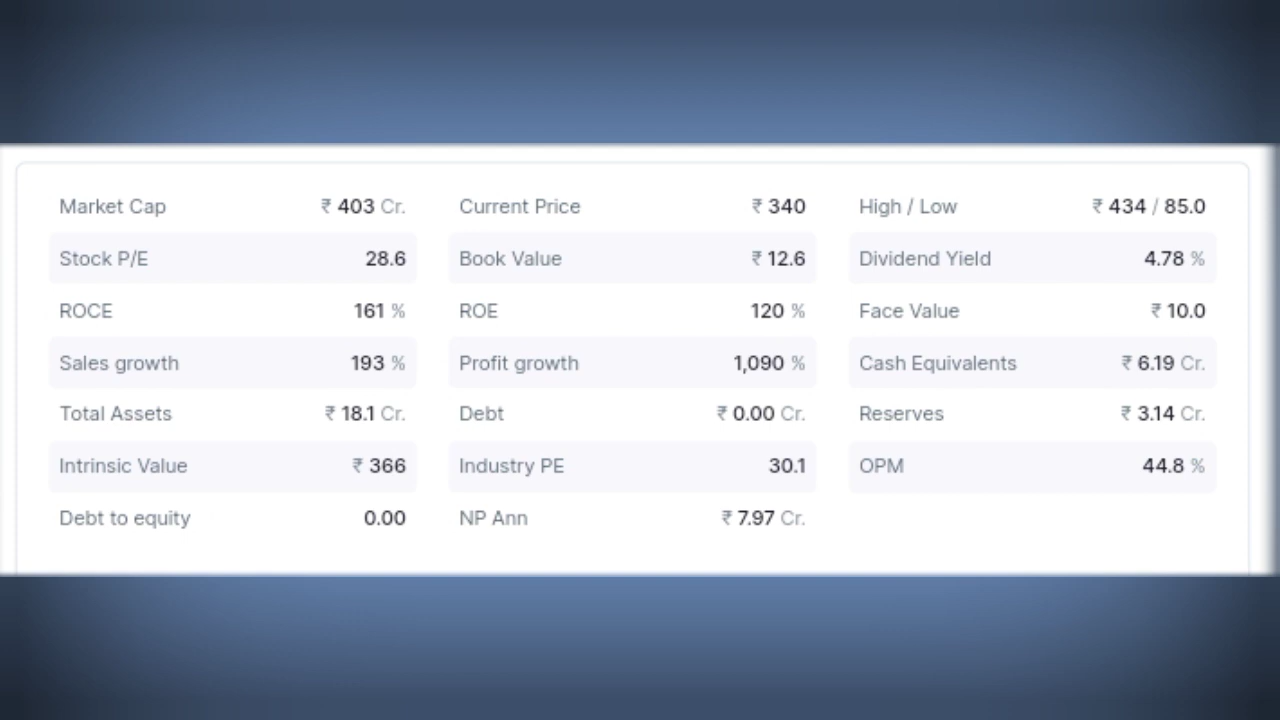 Market Cap ₹ 403 Cr. Current Price ₹ 340 High / Low ₹ 434 / 85.0
Stock P/E 28.6 Book Value ₹ 12.6 Dividend Yield 4.78 %
ROCE 161 % ROE 120 % Face Value ₹ 10.0
Sales growth 193 % Profit growth 1,090 % Cash Equivalents ₹ 6.19 Cr.
Total Assets ₹ 18.1 Cr. Debt ₹ 0.00 Cr. Reserves ₹ 3.14 Cr.
Intrinsic Value ₹ 366 Industry PE 30.1 OPM 44.8 %
Debt to equity 0.00 NP Ann ₹ 7.97 Cr.